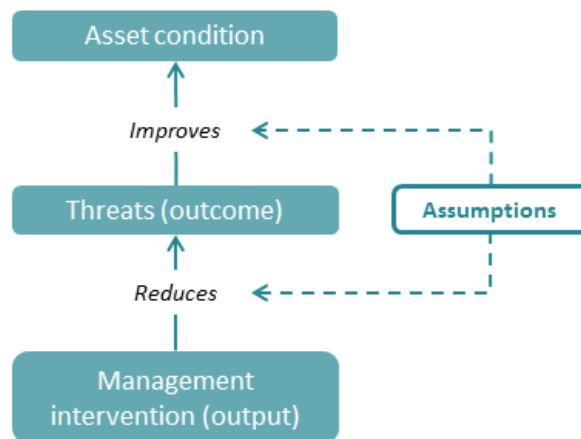 Asset condition
Improves
Threats (outcome)
Assumptions
Reduces
Management
intervention (output)